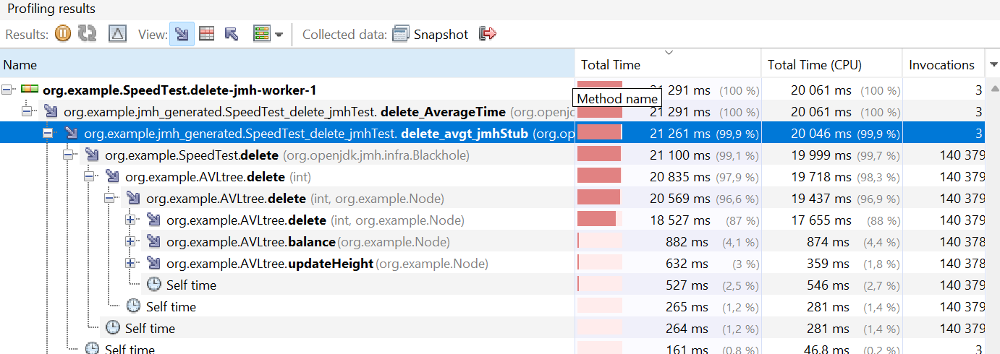 Profiling results
Results: View: Collected data: Snapshot
Name Total Time Total Time (CPU) Invocations
org.example.SpeedTest.delete-jmh-worker-1 21 291 ms (100 %) 20 061 ms (100 %) 3
Method name
org.example.jmh_generated.SpeedTest_delete_jmhTest. delete_AverageTime (org.openjd 21 291 ms (100 %) 20 061 ms (100 %) 3
org.example.jmh_generated.SpeedTest_delete_jmhTest. delete_avgt_jmhStub (org.op 21 261 ms (99,9 %) 20 046 ms (99,9 %) 3
org.example.SpeedTest.delete (org.openjdk.jmh.infra.Blackhole) 21 100 ms (99,1 %) 19 999 ms (99,7 %) 140 379
org.example.AVLtree.delete (int) 20 835 ms (97,9 %) 19 718 ms (98,3 %) 140 379
org.example.AVLtree.delete (int, org.example.Node) 20 569 ms (96,6 %) 19 437 ms (96,9 %) 140 379
org.example.AVLtree.delete (int, org.example.Node) 18 527 ms (87 %) 17 655 ms (88 %) 140 379
org.example.AVLtree.balance (org.example.Node) 882 ms (4,1 %) 874 ms (4,4 %) 140 378
org.example.AVLtree.updateHeight (org.example.Node) 632 ms (3 %) 359 ms (1,8 %) 140 378
Self time 527 ms (2,5 %) 546 ms (2,7 %) 140 379
Self time 265 ms (1,2 %) 281 ms (1,4 %) 140 379
Self time 264 ms (1,2 %) 281 ms (1,4 %) 140 379
Self time 161 ms (0,8 %) 46,8 ms (0,2 %) 3